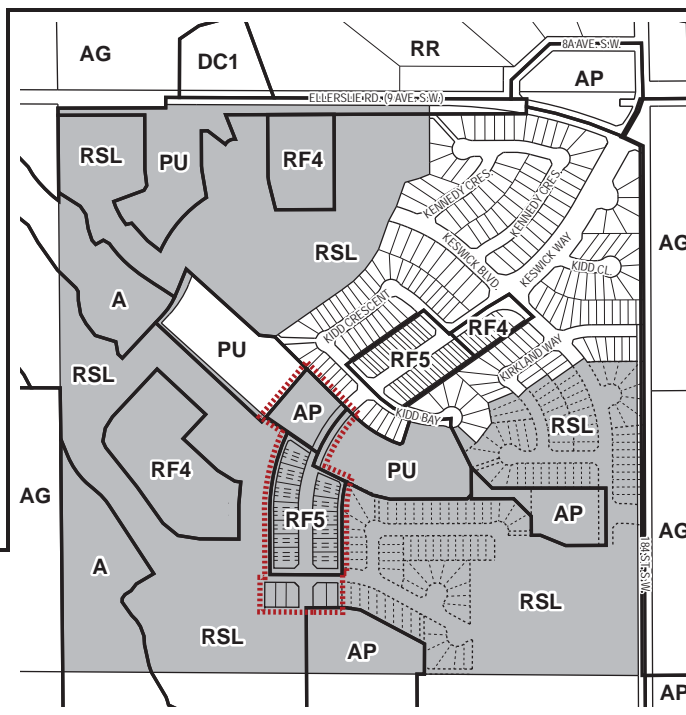 AG
DC1
RR
8A AVE. S.W.
AP
ELLERSLIE RD. (9 AVE. S.W.)
RSL
PU
RF4
KENNEDY CRES.
KENNEDY CRES.
RSL
KESWICK WAY
AG
KESWICK BLVD.
KIDD CL.
A
KIDD CRESCENT
RF4
PU
RF5
KIRKLAND WAY
RSL
AP
KIDD BAY
RSL
RF4
PU
AG
RF5
AP
AG
184 ST. S.W.
A
RSL
RSL
AP
AP